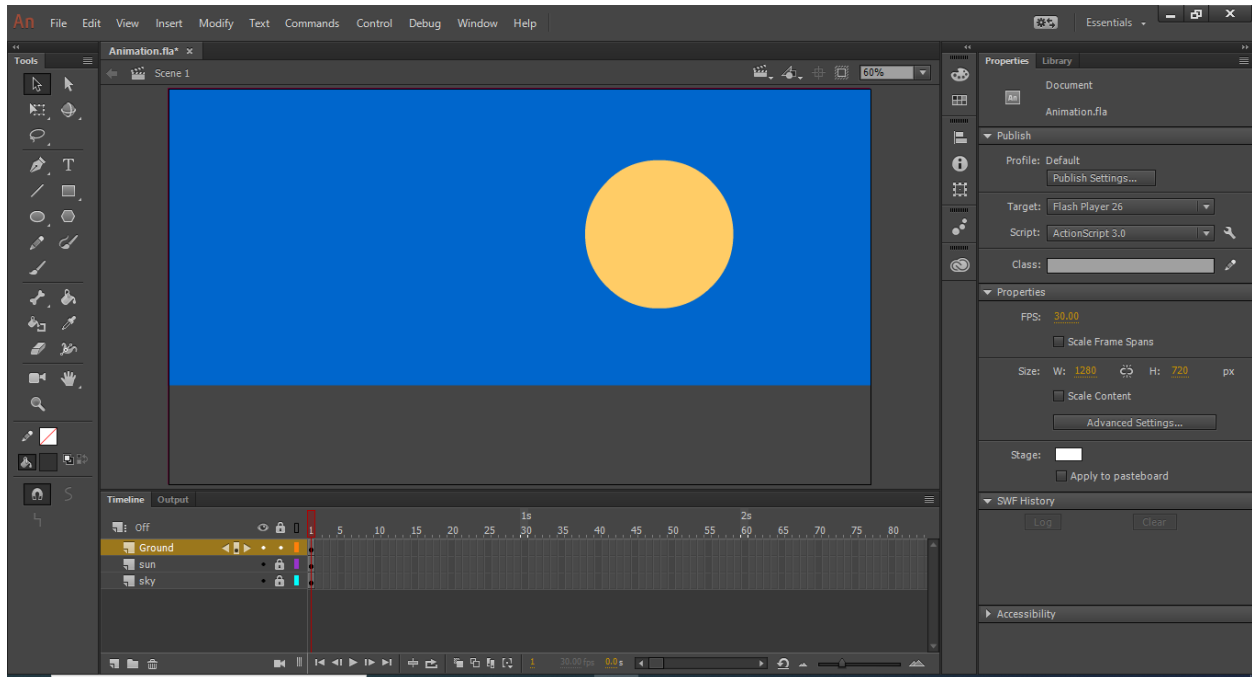 An File Edit View Insert Modify Text Commands Control Debug Window Help Essentials
Animation.fla* ×
Tools
Scene 1
60%
Properties Library
Document
An
Animation.fla
Publish
Profile: Default
Publish Settings...
Target: Flash Player 26
Script: ActionScript 3.0
Class:
Properties
FPS: 30.00
Scale Frame Spans
Size: W: 1280 H: 720 px
Scale Content
Advanced Settings...
Stage:
Apply to pasteboard
SWF History
Log Clear
Accessibility
T
Timeline Output
1s 2s
Off 1 5 10 15 20 25 30 35 40 45 50 55 60 65 70 75 80
Ground
sun
sky
1 30.00 fps 0.0 s